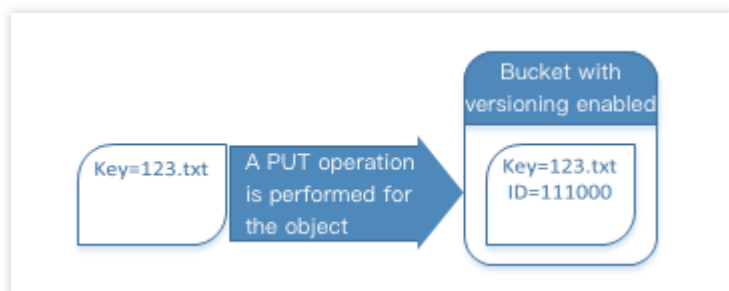 Key=123.txt
A PUT operation
is performed for
the object
Bucket with
versioning enabled
Key=123.txt
ID=111000